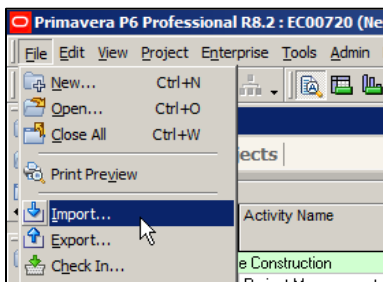 Primavera P6 Professional R8.2 : EC00720 (Ne
File Edit View Project Enterprise Tools Admin
New... Ctrl+N
Open... Ctrl+O
Close All Ctrl+W
jects
Print Preview
Import...
Activity Name
Export...
Check In...
e Construction